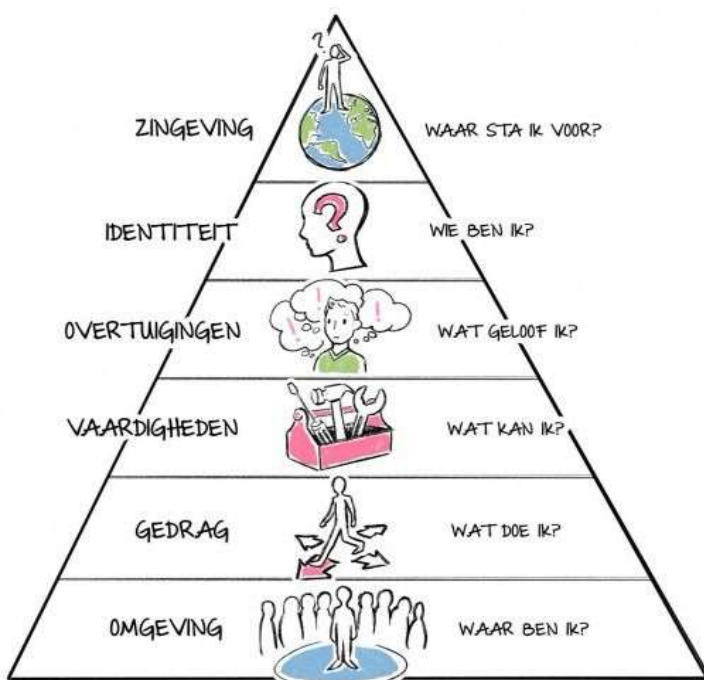 ?
ZINGEVING
WAAR STA IK VOOR?
?
IDENTITEIT
WIE BEN IK?
! ! !
OVERTUIGINGEN
WAT GELOOF IK?
VAARDIGHEDEN
WAT KAN IK?
GEDRAG
WAT DOE IK?
OMGEVING
WAAR BEN IK?